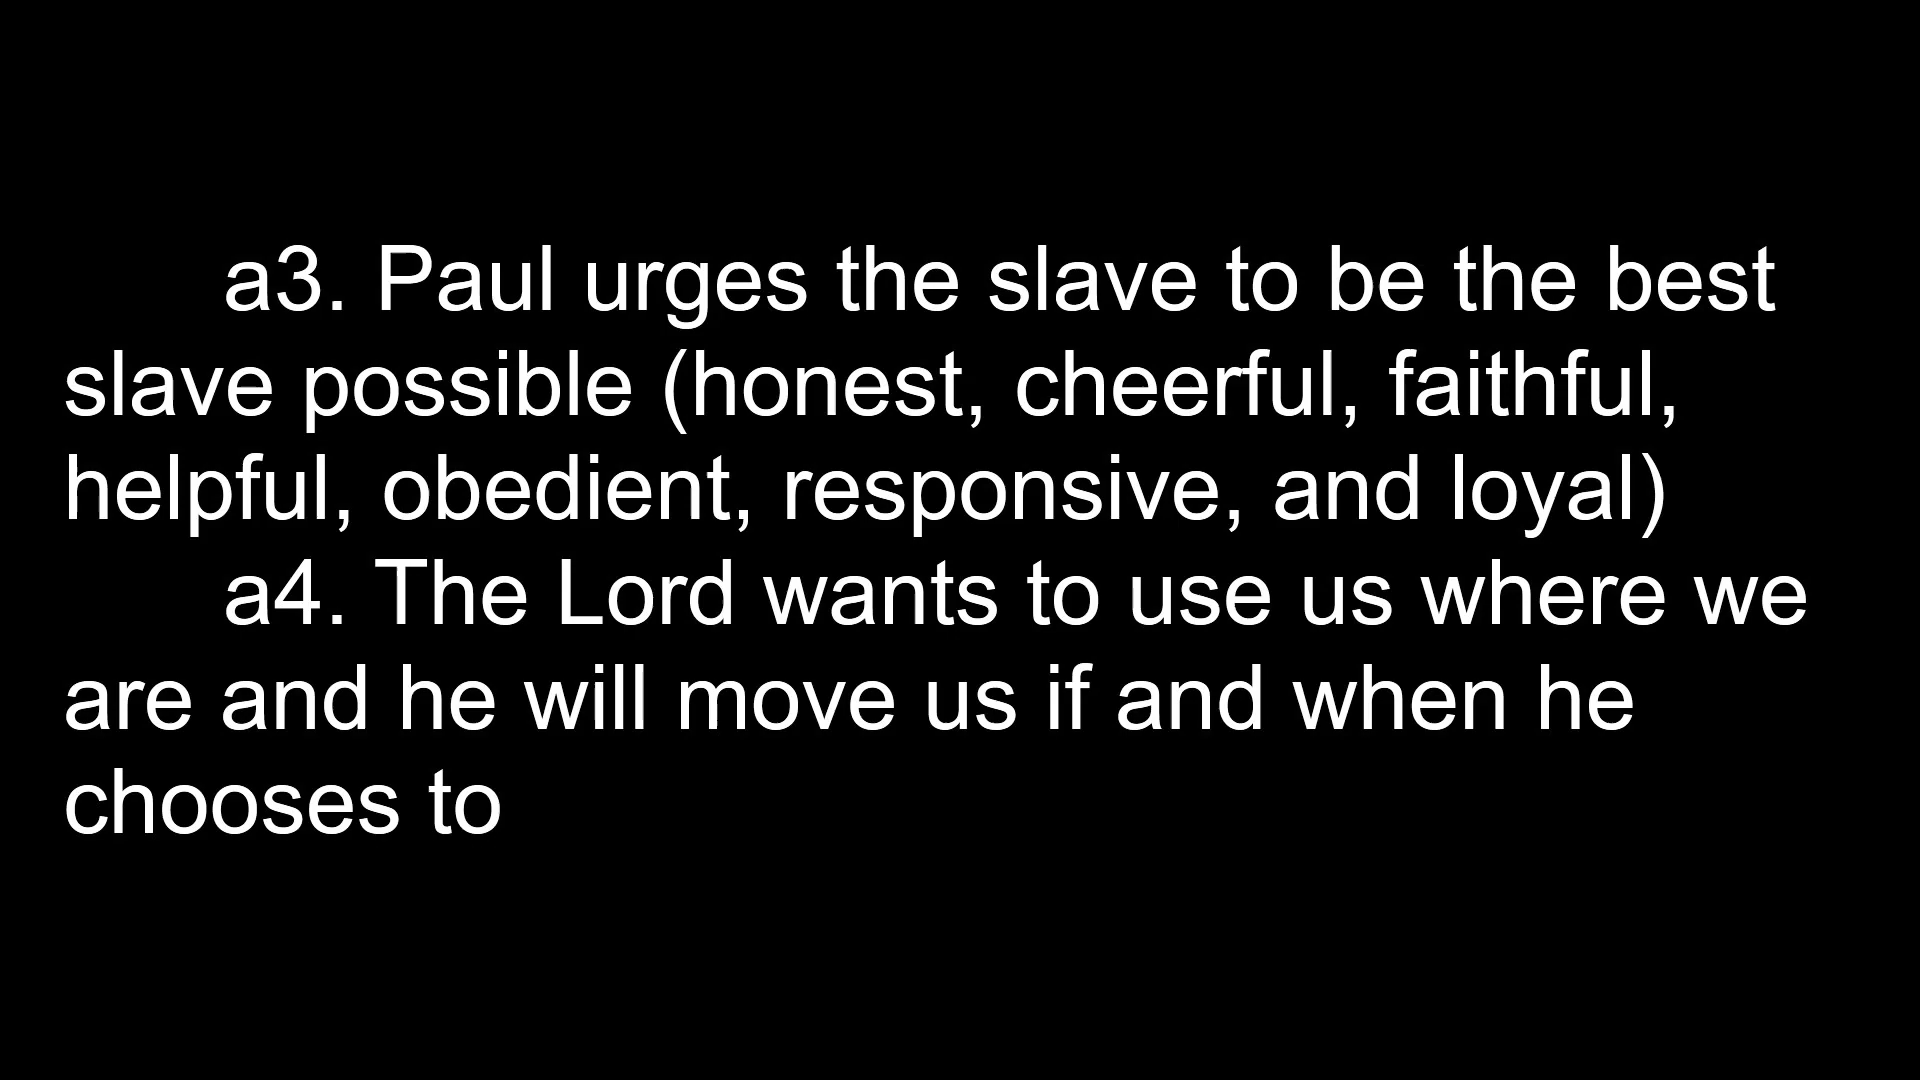 a3. Paul urges the slave to be the best
slave possible (honest, cheerful, faithful,
helpful, obedient, responsive, and loyal)
a4. The Lord wants to use us where we
are and he will move us if and when he
chooses to